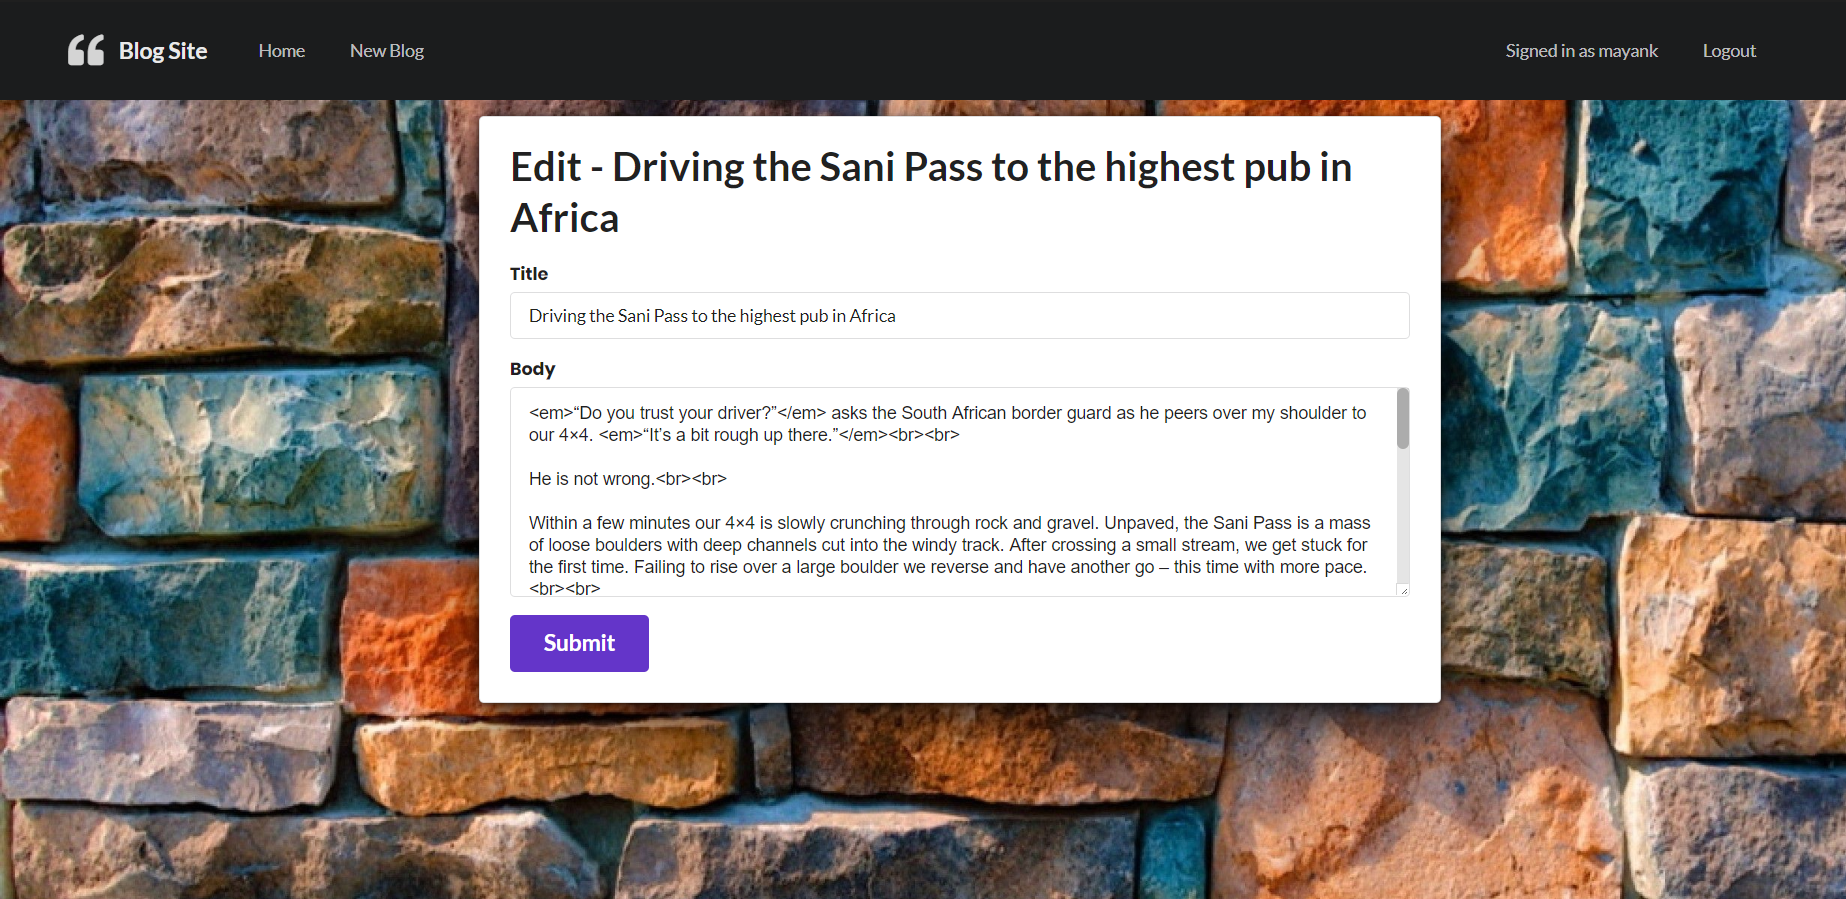 Blog Site Home New Blog Signed in as mayank Logout
Edit - Driving the Sani Pass to the highest pub in
Africa
Title
Driving the Sani Pass to the highest pub in Africa
Body
<em>“Do you trust your driver?”</em> asks the South African border guard as he peers over my shoulder to
our 4×4. <em>“It’s a bit rough up there.”</em><br><br>
He is not wrong.<br><br>
Within a few minutes our 4×4 is slowly crunching through rock and gravel. Unpaved, the Sani Pass is a mass
of loose boulders with deep channels cut into the windy track. After crossing a small stream, we get stuck for
the first time. Failing to rise over a large boulder we reverse and have another go – this time with more pace.
<br><br>
Submit